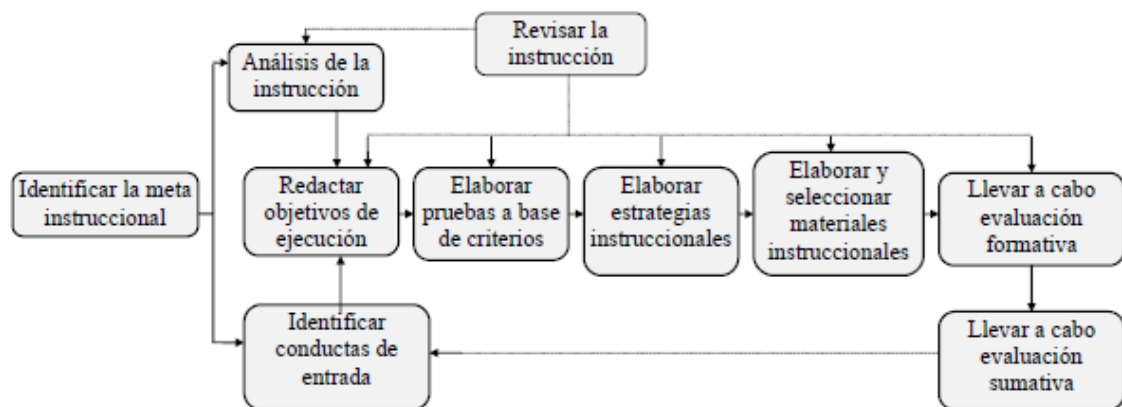 Revisar la
instrucción
Análisis de la
instrucción
Identificar la meta
instruccional
Redactar
objetivos de
ejecución
Elaborar
pruebas a base
de criterios
Elaborar
estrategias
instruccionales
Elaborar y
seleccionar
materiales
instruccionales
Llevar a cabo
evaluación
formativa
Identificar
conductas de
entrada
Llevar a cabo
evaluación
sumativa